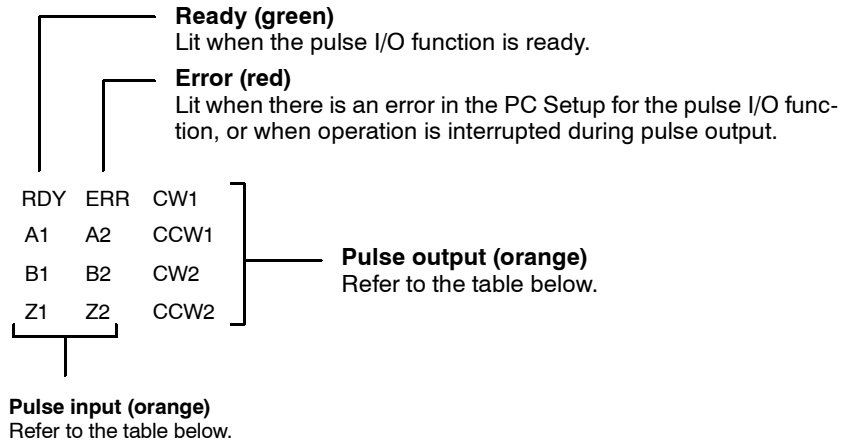 Ready (green)
Lit when the pulse I/O function is ready.
Error (red)
Lit when there is an error in the PC Setup for the pulse I/O func-
tion, or when operation is interrupted during pulse output.
RDY ERR CW1
A1 A2 CCW1
B1 B2 CW2
Z1 Z2 CCW2
Pulse output (orange)
Refer to the table below.
Pulse input (orange)
Refer to the table below.